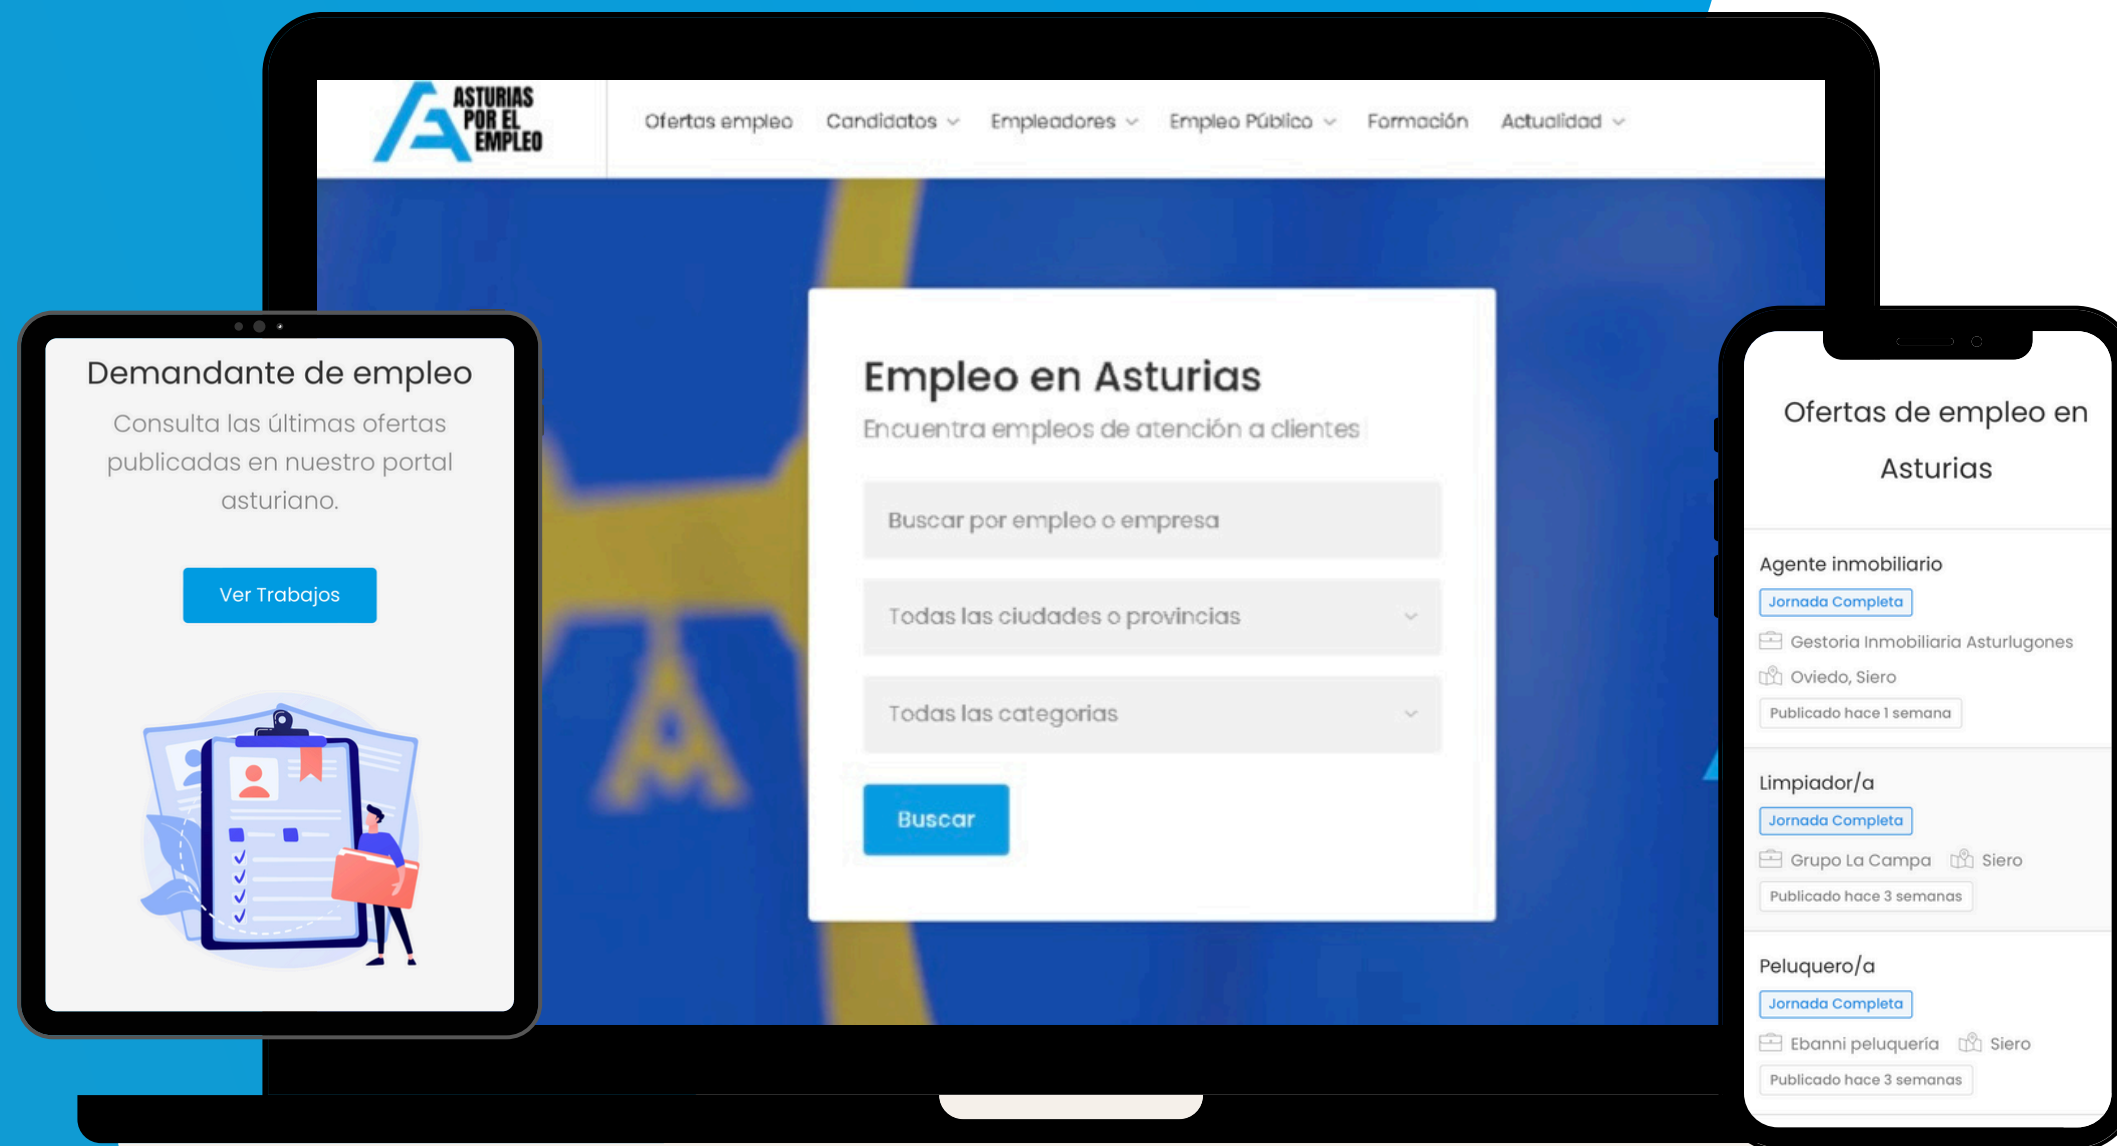 ASTURIAS
POR EL
EMPLEO
Ofertas empleo Candidatos Empleadores Empleo Público Formación Actualidad
Empleo en Asturias
Encuentra empleos de atención a clientes
Buscar por empleo o empresa
Todas las ciudades o provincias
Todas las categorias
Buscar
Demandante de empleo
Consulta las últimas ofertas
publicadas en nuestro portal
asturiano.
Ver Trabajos
Ofertas de empleo en
Asturias
Agente inmobiliario
Jornada Completa
Gestoria Inmobiliaria Asturlugones
Oviedo, Siero
Publicado hace 1 semana
Limpiador/a
Jornada Completa
Grupo La Campa Siero
Publicado hace 3 semanas
Peluquero/a
Jornada Completa
Ebanni peluquería Siero
Publicado hace 3 semanas